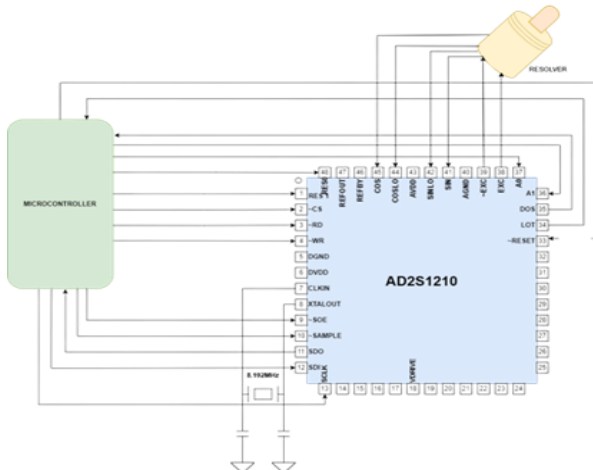 RESOLVER
MICROCONTROLLER
AD2S1210
48 47 46 45 44 43 42 41 40 39 38 37
RES0
REFOUT
REFBY
COS
COSLO
AVDD
SINLO
SIN
AGND
~EXC
EXC
A0
1 RES1
2 ~CS
3 ~RD
4 ~WR
5 DGND
6 DVDD
7 CLKIN
8 XTALOUT
9 ~SOE
10 ~SAMPLE
11 SDO
12 SDI
A1 36
DOS 35
LOT 34
~RESET 33
32
31
30
29
28
27
26
25
8.192MHz
SCLK
VDRIVE
13 14 15 16 17 18 19 20 21 22 23 24